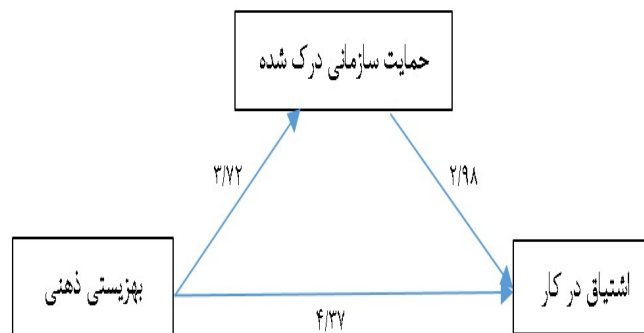 حمایت سازمانی درک شده
۳/۷۲
۲/۹۸
بهزیستی ذهنی
اشتیاق در کار
۴/۳۷